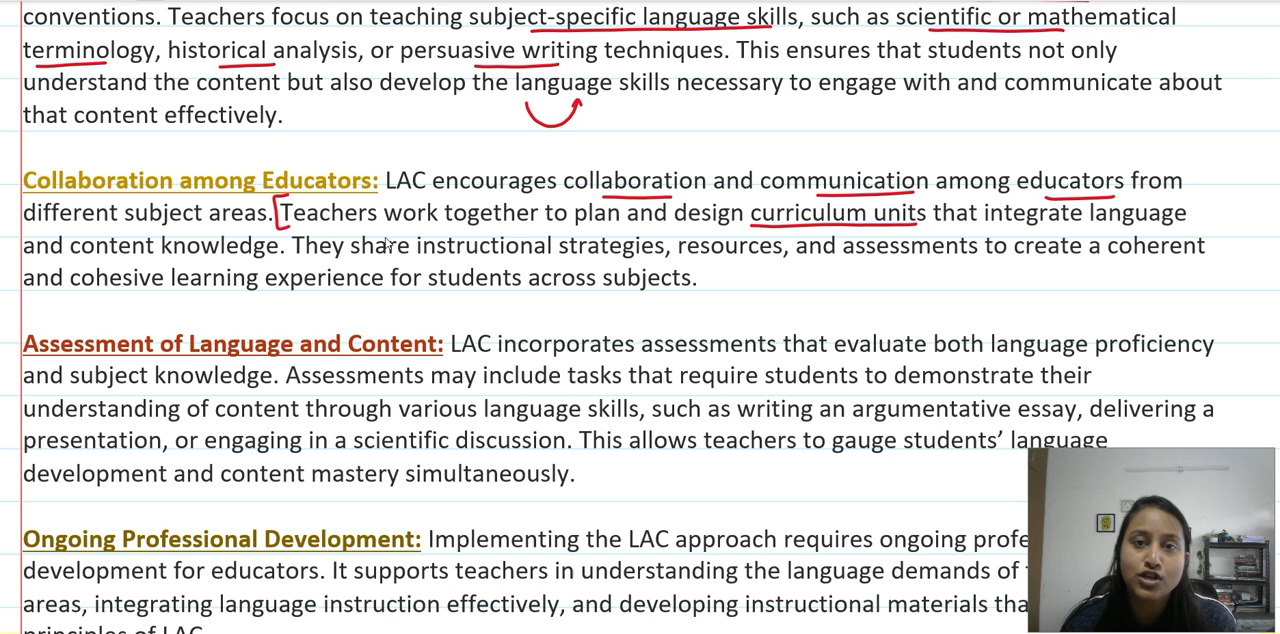 conventions. Teachers focus on teaching subject-specific language skills, such as scientific or mathematical
terminology, historical analysis, or persuasive writing techniques. This ensures that students not only
understand the content but also develop the language skills necessary to engage with and communicate about
that content effectively.
Collaboration among Educators: LAC encourages collaboration and communication among educators from
different subject areas. Teachers work together to plan and design curriculum units that integrate language
and content knowledge. They share instructional strategies, resources, and assessments to create a coherent
and cohesive learning experience for students across subjects.
Assessment of Language and Content: LAC incorporates assessments that evaluate both language proficiency
and subject knowledge. Assessments may include tasks that require students to demonstrate their
understanding of content through various language skills, such as writing an argumentative essay, delivering a
presentation, or engaging in a scientific discussion. This allows teachers to gauge students’ language
development and content mastery simultaneously.
Ongoing Professional Development: Implementing the LAC approach requires ongoing profe
development for educators. It supports teachers in understanding the language demands of
areas, integrating language instruction effectively, and developing instructional materials tha
principles of LAC